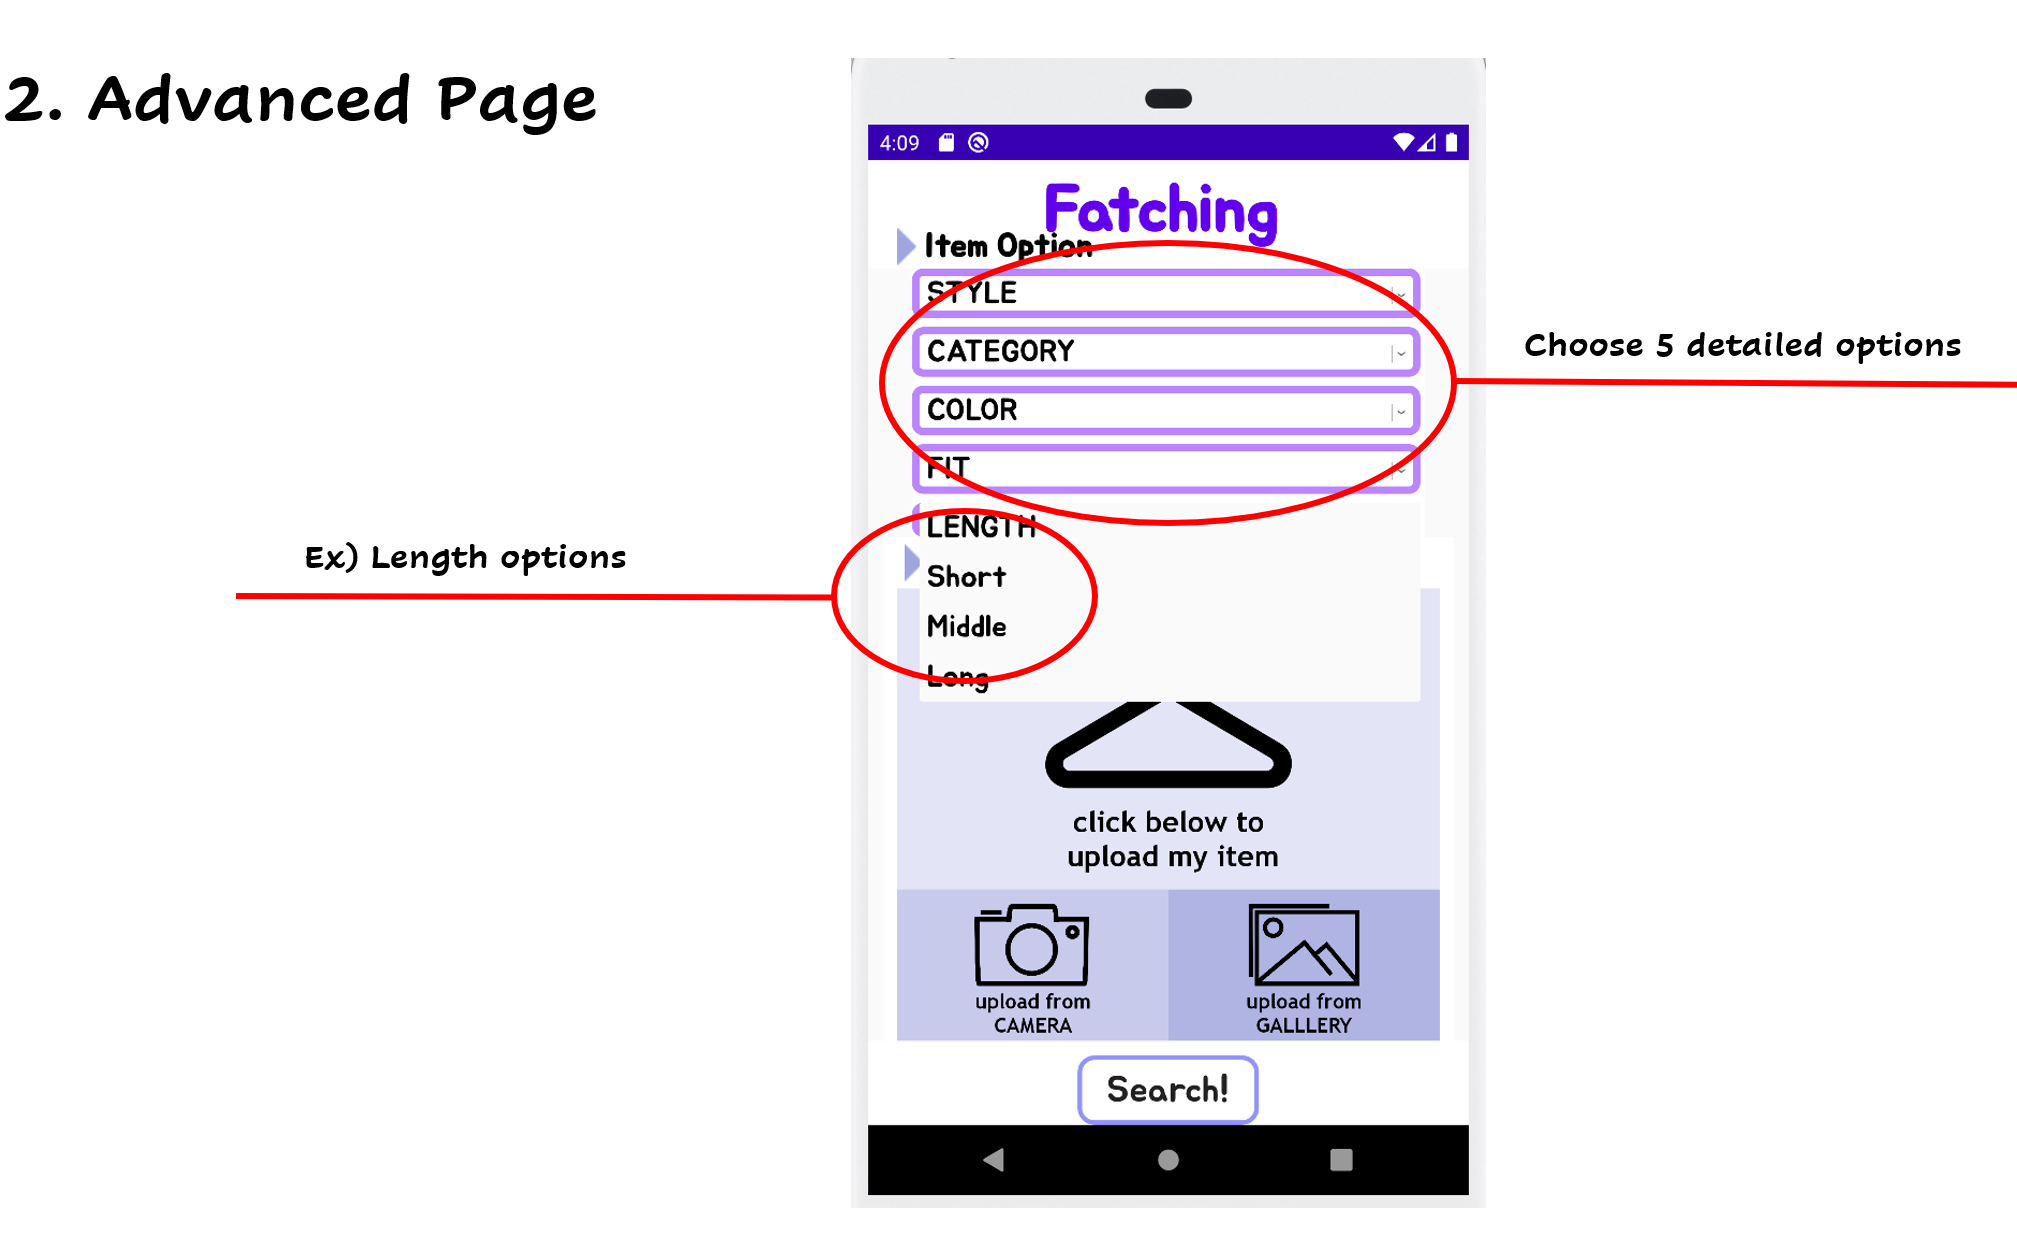 2. Advanced Page
4:09
Fatching
Item Option
STYLE
CATEGORY
COLOR
FIT
LENGTH
Short
Middle
Long
Choose 5 detailed options
Ex) Length options
click below to
upload my item
upload from
CAMERA
upload from
GALLLERY
Search!